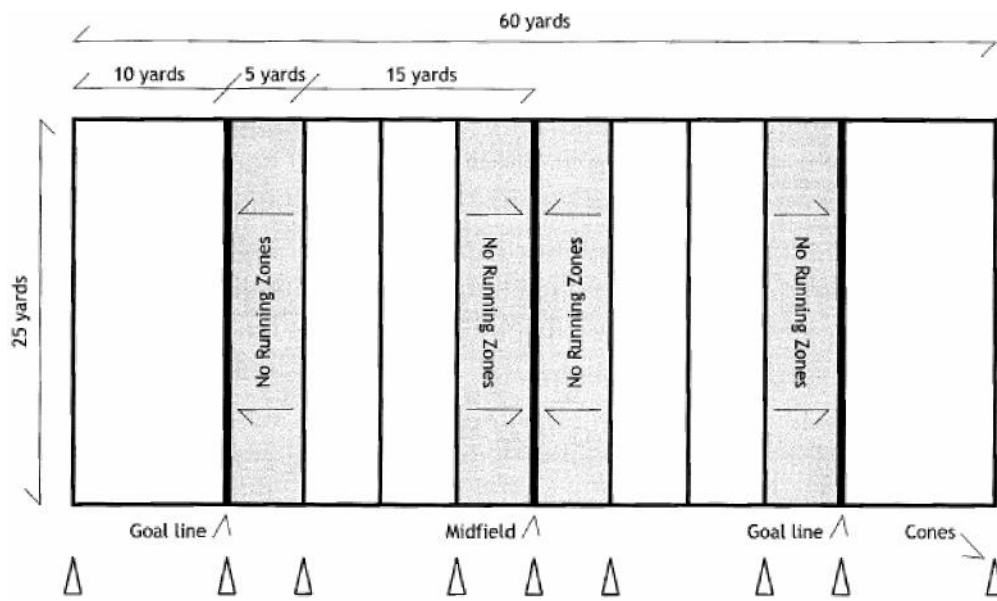 60 yards
10 yards
5 yards
15 yards
25 yards
No Running Zones
No Running Zones
No Running Zones
No Running Zones
Goal line
Midfield
Goal line
Cones